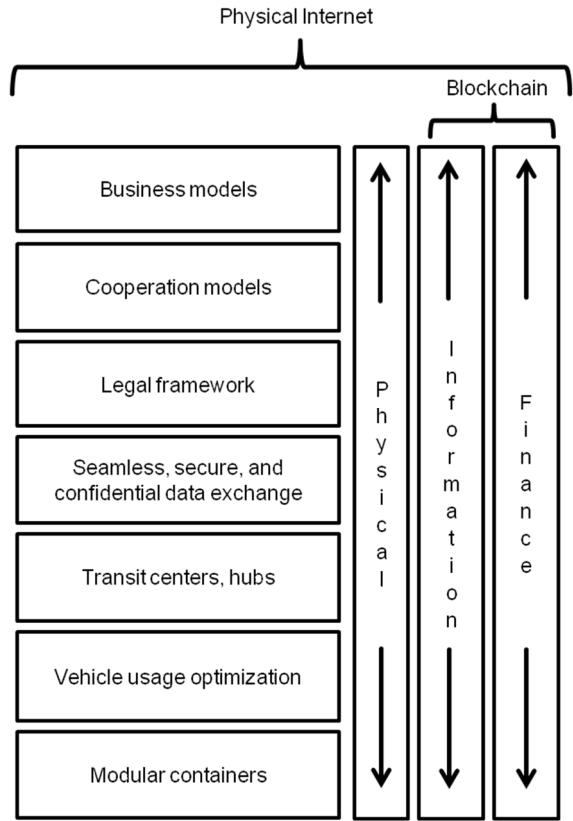 Physical Internet
Blockchain
Business models
Cooperation models
Legal framework
Seamless, secure, and
confidential data exchange
Transit centers, hubs
Vehicle usage optimization
Modular containers
Physical
Information
Finance